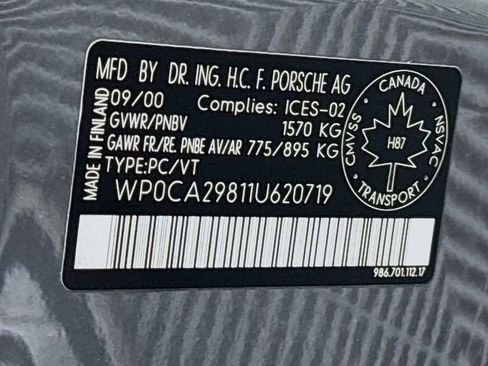 MFD BY DR. ING. H.C. F. PORSCHE AG
09/00 Complies: ICES-02
GVWR/PNBV 1570 KG
GAWR FR/RE. PNBE AV/AR 775/895 KG
TYPE:PC/VT
WP0CA29811U620719
MADE IN FINLAND
CANADA
CMVSS
NSVAC
H87
TRANSPORT
986.701.112.17